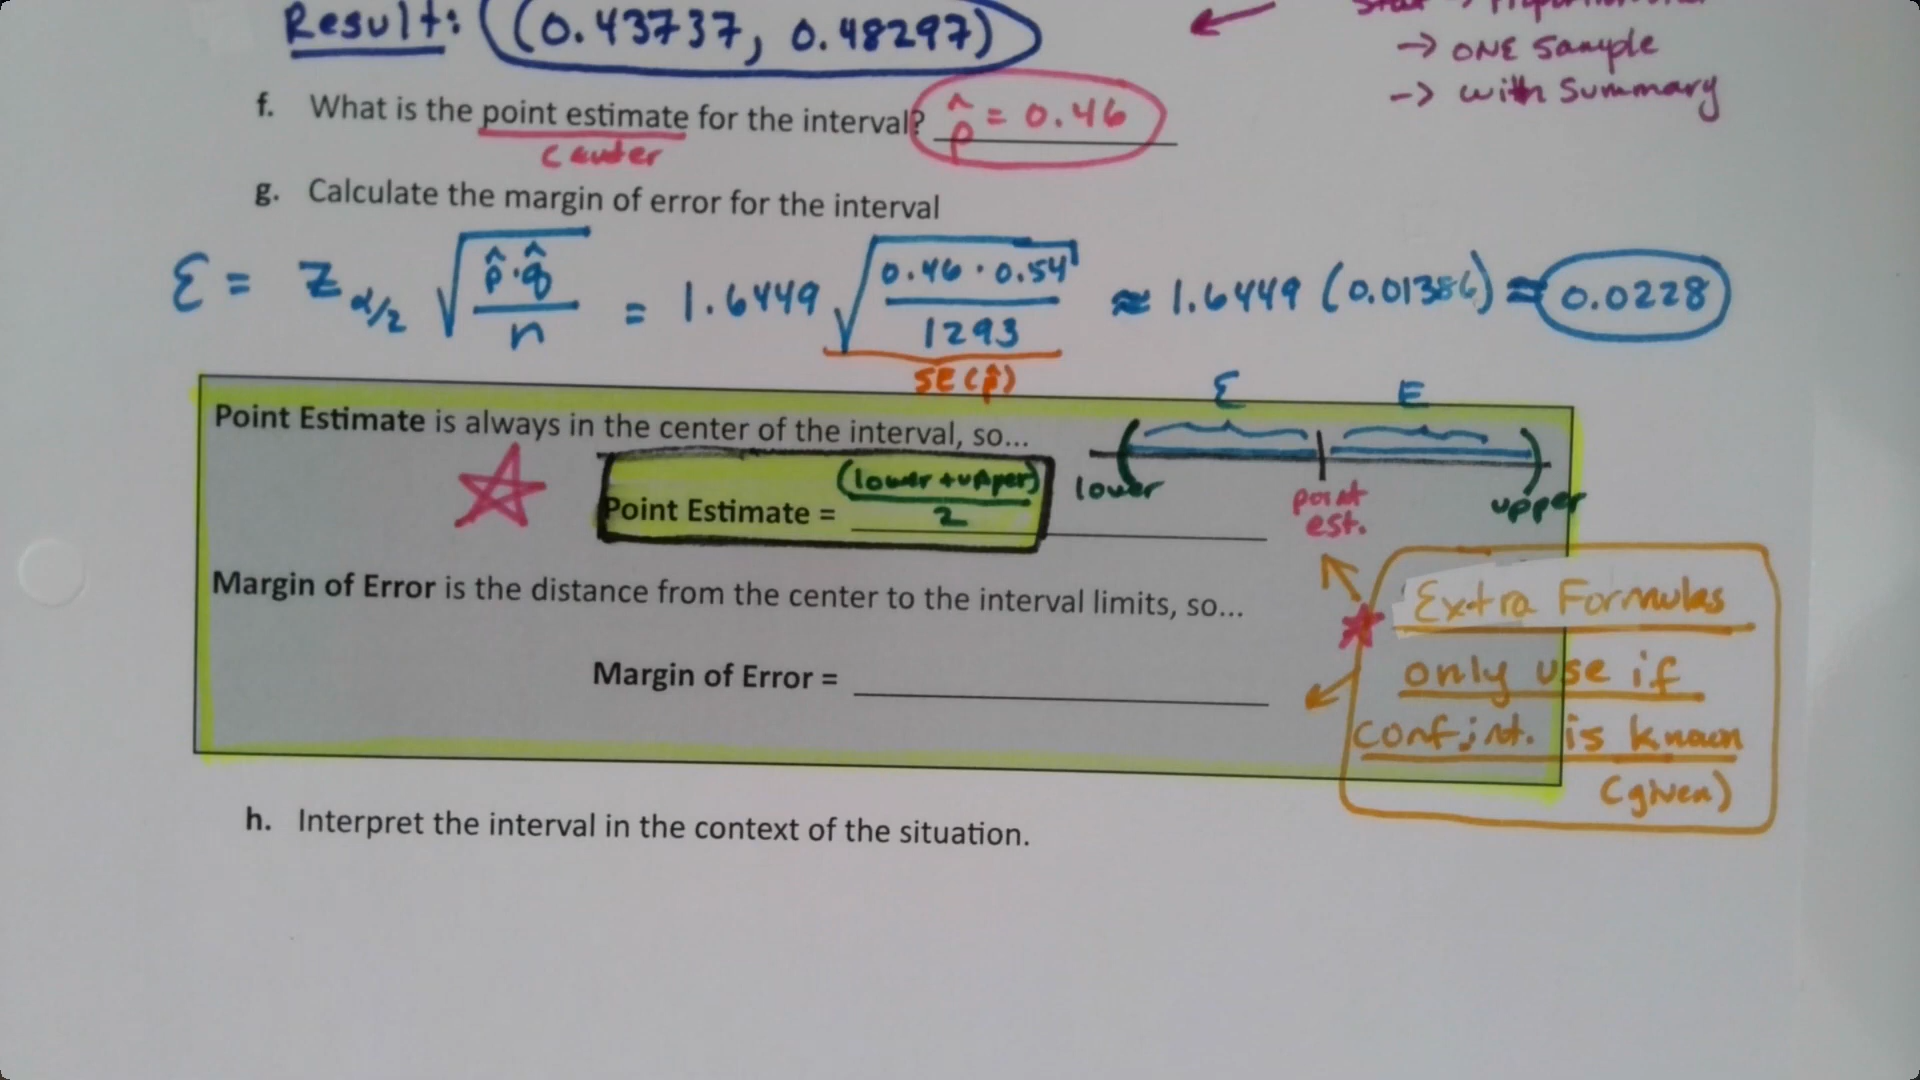 Result: (0.43737, 0.48297)
→ ONE Sample
→ with Summary
f. What is the point estimate for the interval? p̂ = 0.46
center
g. Calculate the margin of error for the interval
E = Z α/2 √(p̂·q̂/n) = 1.6449 √(0.46·0.54/1293) ≈ 1.6449 (0.01386) ≈ 0.0228
SE(p̂)
E E
Point Estimate is always in the center of the interval, so...
Point Estimate = (lower + upper)/2
lower point est. upper
Margin of Error is the distance from the center to the interval limits, so...
Margin of Error =
Extra Formulas
only use if
conf. int. is known
(given)
h. Interpret the interval in the context of the situation.